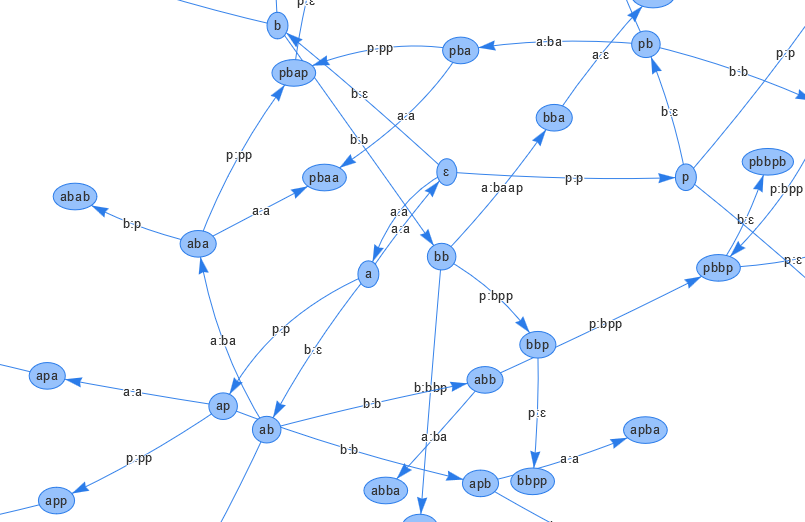 p:ε
b
pb
pba
a:ba
p:pp
p:p
a:ε
pbap
b:b
b:ε
b:ε
a:a
bba
b:b
p:pp
pbbpb
ε
p:p
p
pbaa
a:baap
p:bpp
abab
a:a
a:a
b:ε
b:p
a:a
aba
bb
p:ε
pbbp
a
p:bpp
p:bpp
p:p
a:ba
b:ε
bbp
apa
abb
a:a
b:bbp
b:b
ap
p:ε
ab
apba
a:ba
b:b
p:pp
a:a
bbpp
apb
abba
app